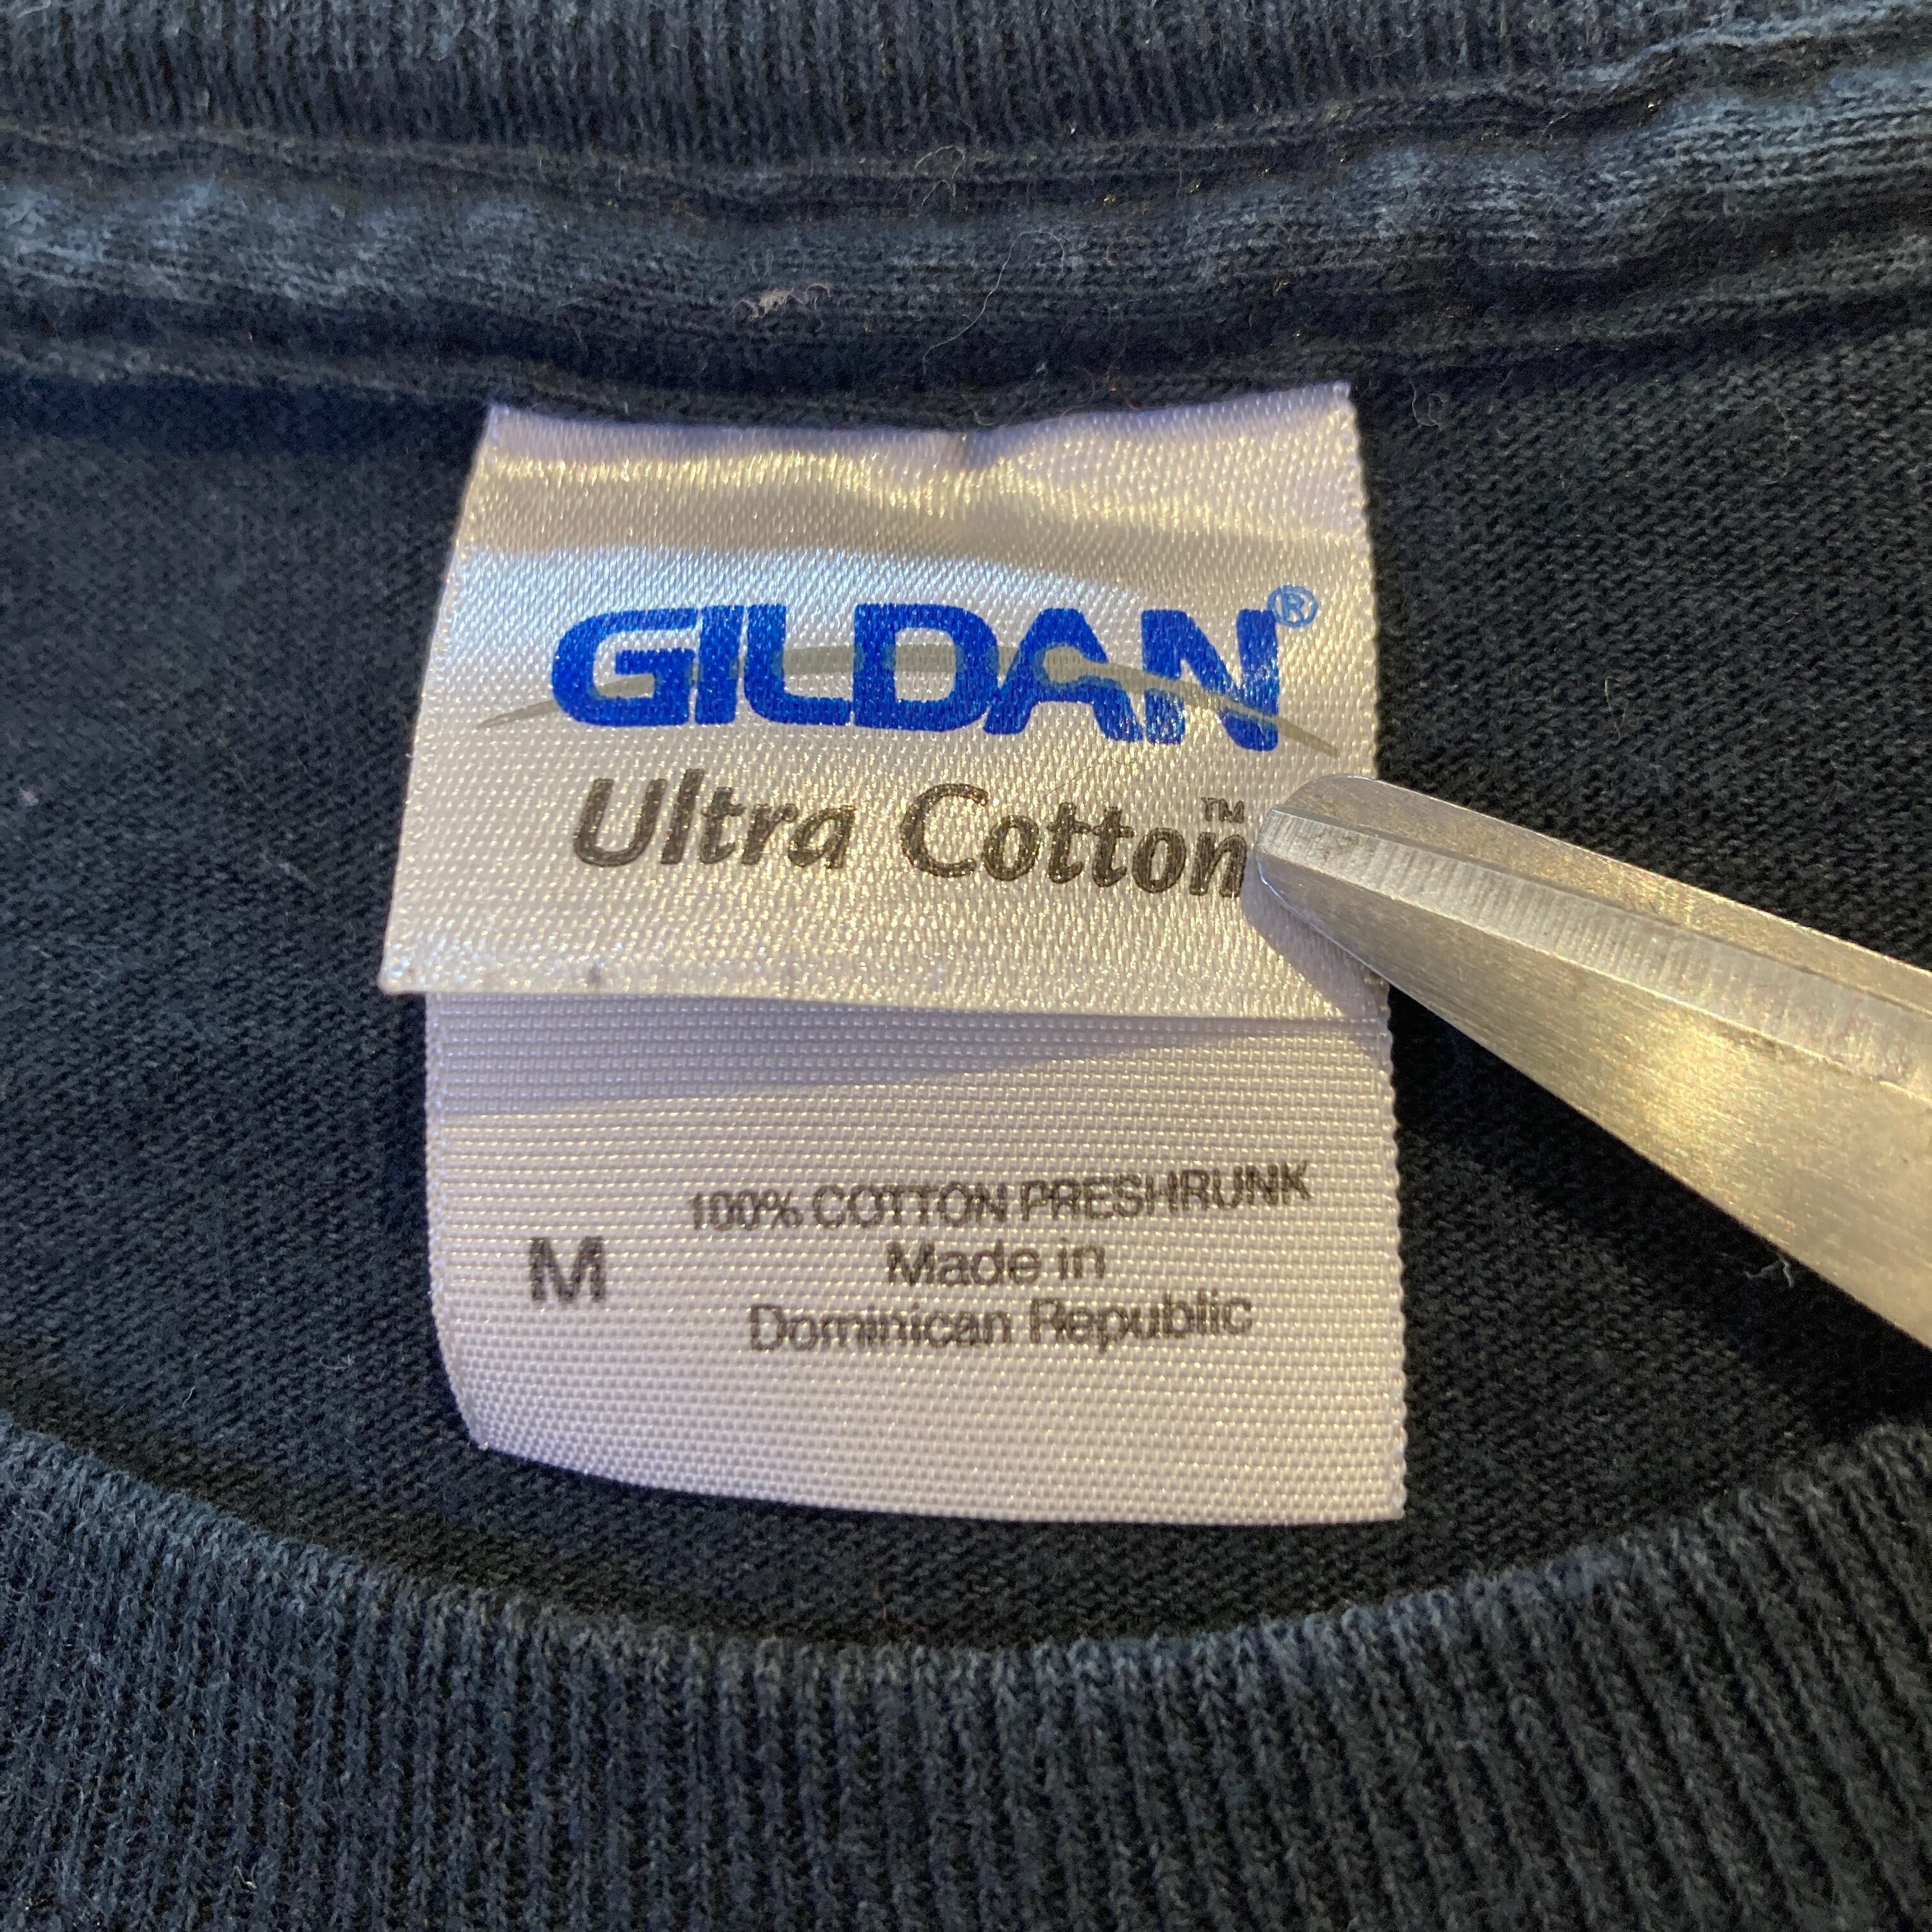 GILDAN®
Ultra Cotton™
100% COTTON PRESHRUNK
M
Made in
Dominican Republic